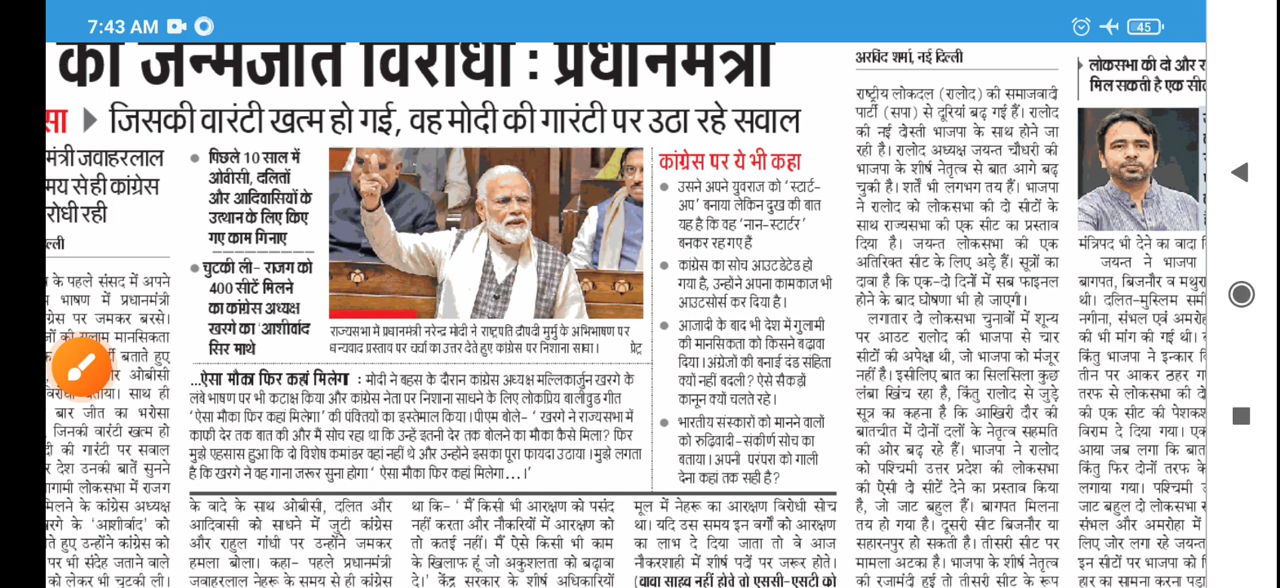 7:43 AM
45
का जन्मजात विरोधी : प्रधानमंत्री
सा ▶ जिसकी वारंटी खत्म हो गई, वह मोदी की गारंटी पर उठा रहे सवाल
मंत्री जवाहरलाल
मय से ही कांग्रेस
रोधी रही
ल्ली
के पहले संसद में अपने
भाषण में प्रधानमंत्री
ग्रेस पर जमकर बरसे।
मानसिकता
बताते हुए
ओबीसी
साथ ही
बार जीत का भरोसा
जिनकी वारंटी खत्म हो
दी की गारंटी पर सवाल
देश उनकी बातें सुनने
गामी लोकसभा में राजग
मिलने के कांग्रेस अध्यक्ष
रगे के 'आशीर्वाद' को
ते हुए उन्होंने कांग्रेस को
पर भी संदेह जताने वाले
को लेकर भी चुटकी ली।
● पिछले 10 साल में
ओबीसी, दलितों
और आदिवासियों के
उत्थान के लिए किए
गए काम गिनाए
● चुटकी ली- राजग को
400 सीटें मिलने
का कांग्रेस अध्यक्ष
खरगे का 'आशीर्वाद
सिर माथे
राज्यसभा में प्रधानमंत्री नरेन्द्र मोदी ने राष्ट्रपति द्रौपदी मुर्मु के अभिभाषण पर
धन्यवाद प्रस्ताव पर चर्चा का उत्तर देते हुए कांग्रेस पर निशाना साधा। प्रेट्र
...ऐसा मौका फिर कहां मिलेगा : मोदी ने बहस के दौरान कांग्रेस अध्यक्ष मल्लिकार्जुन खरगे के
लंबे भाषण पर भी कटाक्ष किया और कांग्रेस नेता पर निशाना साधने के लिए लोकप्रिय बालीवुड गीत
'ऐसा मौका फिर कहां मिलेगा' की पंक्तियों का इस्तेमाल किया। पीएम बोले- 'खरगे ने राज्यसभा में
काफी देर तक बात की और मैं सोच रहा था कि उन्हें इतनी देर तक बोलने का मौका कैसे मिला? फिर
मुझे एहसास हुआ कि दो विशेष कमांडर वहां नहीं थे और उन्होंने इसका पूरा फायदा उठाया। मुझे लगता
है कि खरगे ने वह गाना जरूर सुना होगा' ऐसा मौका फिर कहां मिलेगा...।'
कांग्रेस पर ये भी कहा
● उसने अपने युवराज को 'स्टार्ट-
अप' बनाया लेकिन दुख की बात
यह है कि वह 'नान-स्टार्टर'
बनकर रह गए हैं
● कांग्रेस का सोच आउटडेटेड हो
गया है, उन्होंने अपना कामकाज भी
आउटसोर्स कर दिया है।
● आजादी के बाद भी देश में गुलामी
की मानसिकता को किसने बढ़ावा
दिया। अंग्रेजों की बनाई दंड संहिता
क्यों नहीं बदली? ऐसे सैकड़ों
कानून क्यों चलते रहे।
● भारतीय संस्कारों को मानने वालों
को रुढ़िवादी-संकीर्ण सोच का
बताया। अपनी परंपरा को गाली
देना कहां तक सही है?
के वादे के साथ ओबीसी, दलित और
आदिवासी को साधने में जुटी कांग्रेस
और राहुल गांधी पर उन्होंने जमकर
हमला बोला। कहा- पहले प्रधानमंत्री
जवाहरलाल नेहरू के समय से ही कांग्रेस
था कि- 'मैं किसी भी आरक्षण को पसंद
नहीं करता और नौकरियों में आरक्षण को
तो कतई नहीं। मैं ऐसे किसी भी काम
के खिलाफ हूं जो अकुशलता को बढ़ावा
दे।' केंद्र सरकार के शीर्ष अधिकारियों
मूल में नेहरू का आरक्षण विरोधी सोच
था। यदि उस समय इन वर्गों को आरक्षण
का लाभ दे दिया जाता तो वे आज
नौकरशाही में शीर्ष पदों पर जरूर होते।
(बाबा साहब नहीं होते तो एससी-एसटी को
अरविंद शर्मा, नई दिल्ली
राष्ट्रीय लोकदल (रालोद) की समाजवादी
पार्टी (सपा) से दूरियां बढ़ गई हैं। रालोद
की नई दोस्ती भाजपा के साथ होने जा
रही है। रालोद अध्यक्ष जयन्त चौधरी की
भाजपा के शीर्ष नेतृत्व से बात आगे बढ़
चुकी है। शर्तें भी लगभग तय हैं। भाजपा
ने रालोद को लोकसभा की दो सीटों के
साथ राज्यसभा की एक सीट का प्रस्ताव
दिया है। जयन्त लोकसभा की एक
अतिरिक्त सीट के लिए अड़े हैं। सूत्रों का
दावा है कि एक-दो दिनों में सब फाइनल
होने के बाद घोषणा भी हो जाएगी।
लगातार दो लोकसभा चुनावों में शून्य
पर आउट रालोद की भाजपा से चार
सीटों की अपेक्षा थी, जो भाजपा को मंजूर
नहीं है। इसीलिए बात का सिलसिला कुछ
लंबा खिंच रहा है, किंतु रालोद से जुड़े
सूत्र का कहना है कि आखिरी दौर की
बातचीत में दोनों दलों के नेतृत्व सहमति
की ओर बढ़ रहे हैं। भाजपा ने रालोद
को पश्चिमी उत्तर प्रदेश की लोकसभा
की ऐसी दो सीटें देने का प्रस्ताव किया
है, जो जाट बहुल हैं। बागपत मिलना
तय हो गया है। दूसरी सीट बिजनौर या
सहारनपुर हो सकती है। तीसरी सीट पर
मामला अटका है। भाजपा के शीर्ष नेतृत्व
की रजामंदी हुई तो तीसरी सीट के रूप
लोकसभा की दो और र
मिल सकती है एक सीट
मंत्रिपद भी देने का वादा
जयन्त ने भाजपा
बागपत, बिजनौर व मथुरा
थी। दलित-मुस्लिम समी
नगीना, संभल एवं अमरोह
की भी मांग की गई थी।
किंतु भाजपा ने इन्कार
तीन पर आकर ठहर ग
तरफ से लोकसभा की दो
की एक सीट की पेशकश
विराम दे दिया गया। एक
आया जब लगा कि बात
किंतु फिर दोनों तरफ के
लगाया गया। पश्चिमी उ
जाट बहुल दो लोकसभा
संभल और अमरोहा में
लिए जोर लगा रहे जयन्त
इन सीटों पर भाजपा को
हार का सामना करना पड़ा